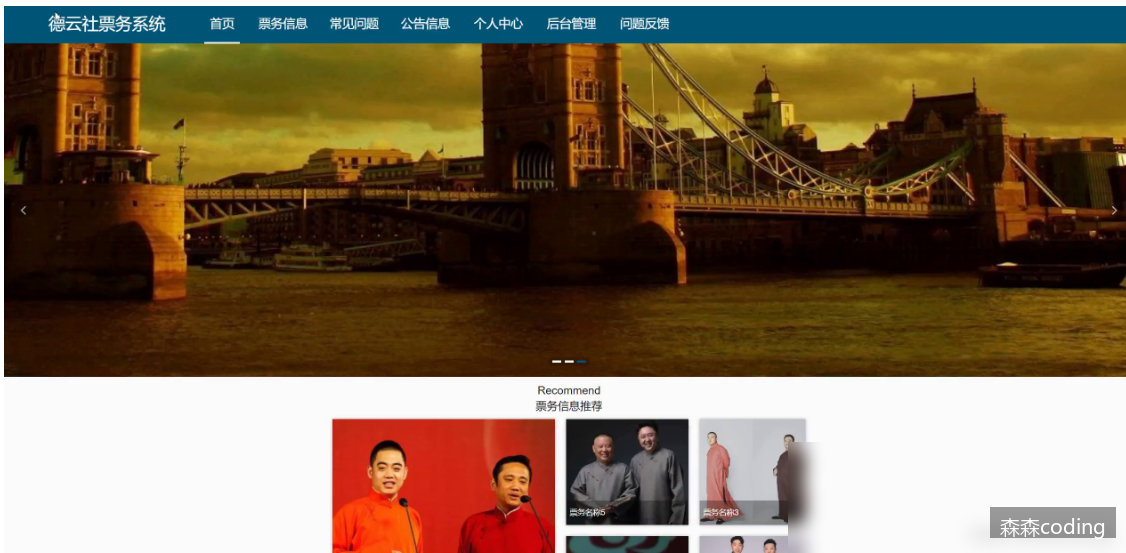 德云社票务系统 首页 票务信息 常见问题 公告信息 个人中心 后台管理 问题反馈
Recommend
票务信息推荐
票务名称5 票务名称3
森森coding